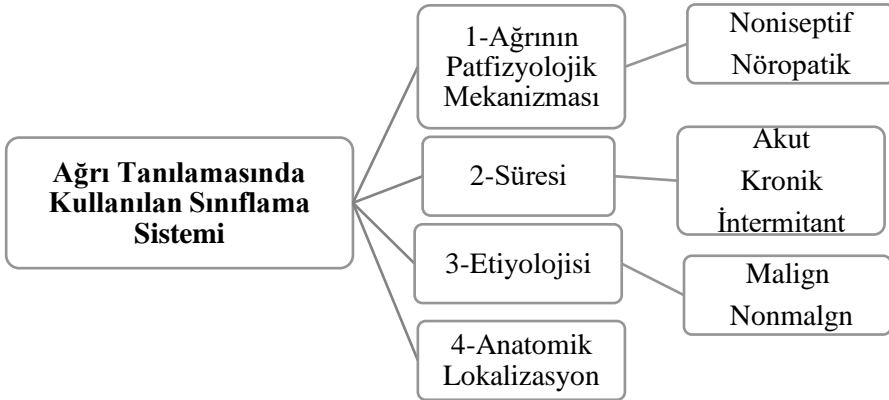 Ağrı Tanılamasında
Kullanılan Sınıflama
Sistemi
1-Ağrının
Patfizyolojik
Mekanizması
Noniseptif
Nöropatik
2-Süresi
Akut
Kronik
İntermitant
3-Etiyolojisi
Malign
Nonmalgn
4-Anatomik
Lokalizasyon